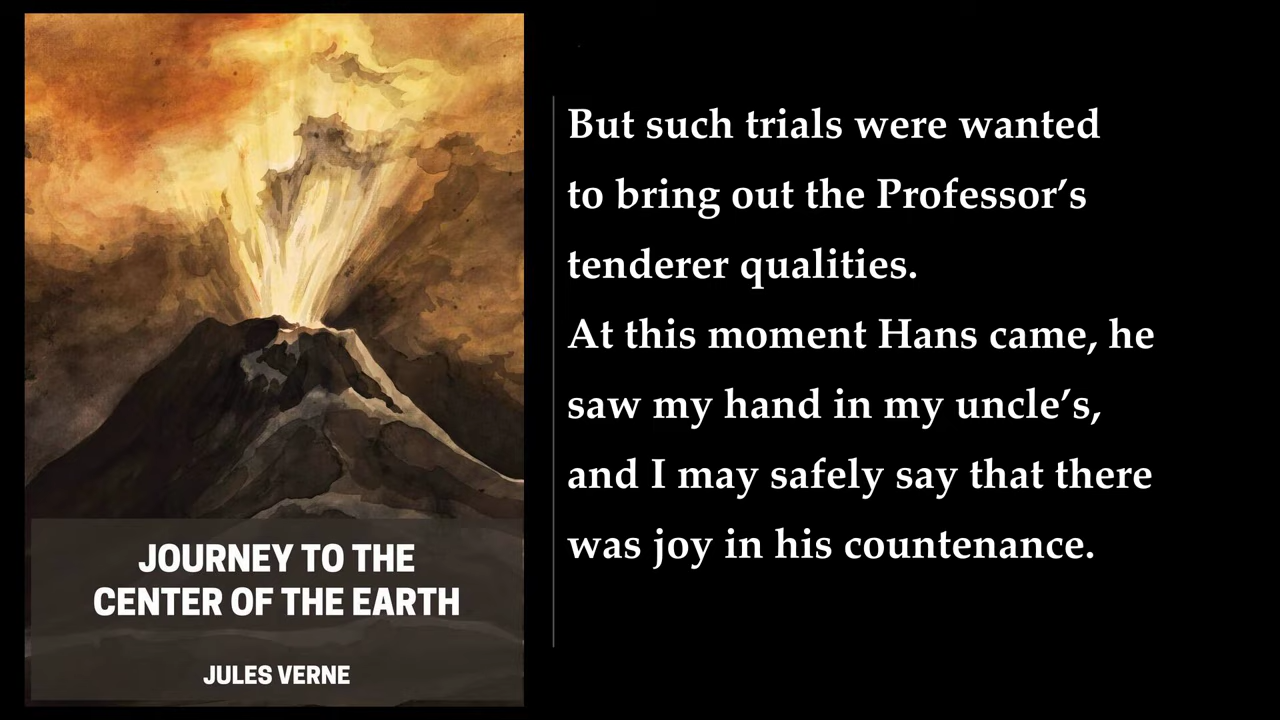 JOURNEY TO THE
CENTER OF THE EARTH
JULES VERNE
But such trials were wanted
to bring out the Professor’s
tenderer qualities.
At this moment Hans came, he
saw my hand in my uncle’s,
and I may safely say that there
was joy in his countenance.